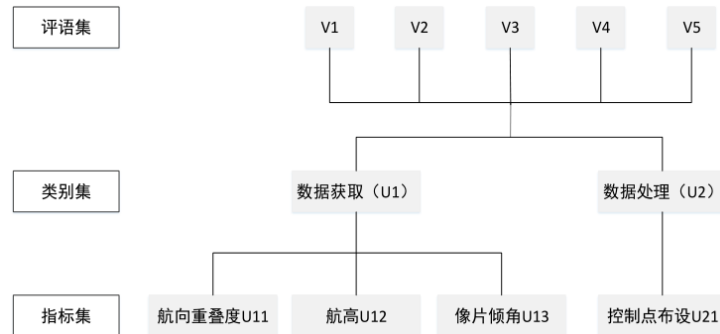 评语集
V1
V2
V3
V4
V5
类别集
数据获取（U1）
数据处理（U2）
指标集
航向重叠度U11
航高U12
像片倾角U13
控制点布设U21